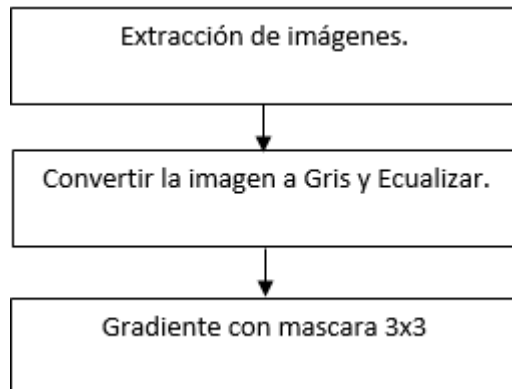 Extracción de imágenes.
Convertir la imagen a Gris y Ecualizar.
Gradiente con mascara 3x3